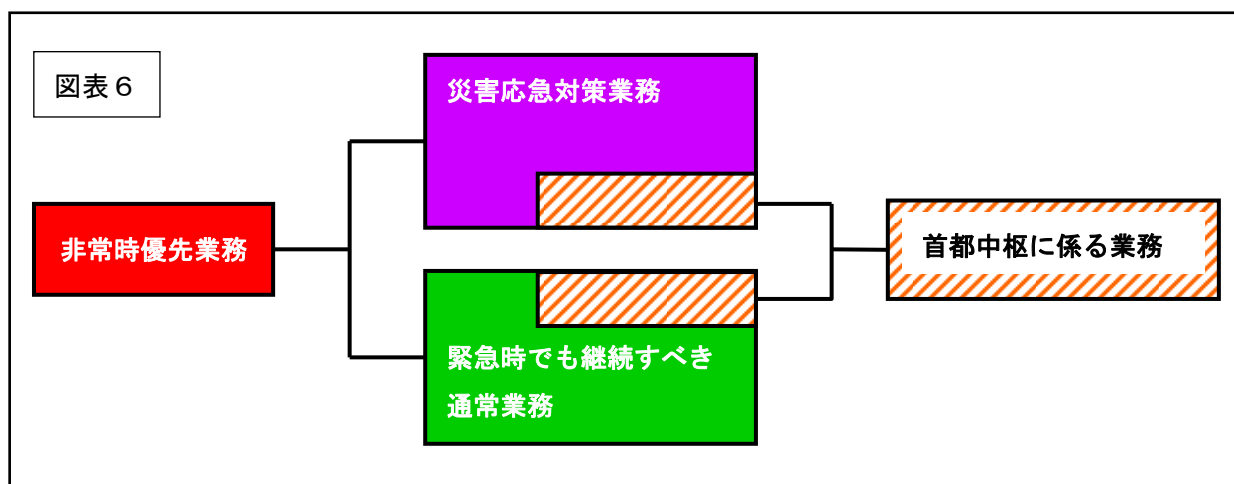 図表６
災害応急対策業務
非常時優先業務
首都中枢に係る業務
緊急時でも継続すべき
通常業務